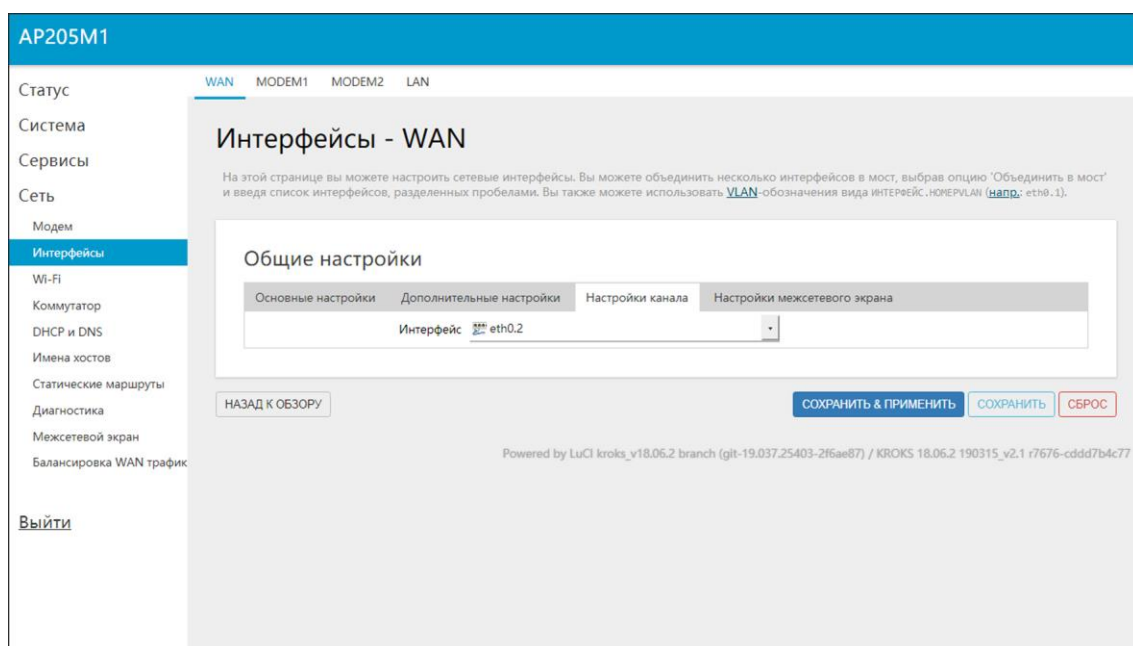 AP205M1
Статус
Система
Сервисы
Сеть
Модем
Интерфейсы
Wi-Fi
Коммутатор
DHCP и DNS
Имена хостов
Статические маршруты
Диагностика
Межсетевой экран
Балансировка WAN трафик
Выйти
WAN MODEM1 MODEM2 LAN
Интерфейсы - WAN
На этой странице вы можете настроить сетевые интерфейсы. Вы можете объединить несколько интерфейсов в мост, выбрав опцию 'Объединить в мост'
и введя список интерфейсов, разделенных пробелами. Вы также можете использовать VLAN-обозначения вида ИНТЕРФЕЙС.НОМЕРVLAN (напр.: eth0.1).
Общие настройки
Основные настройки Дополнительные настройки Настройки канала Настройки межсетевого экрана
Интерфейс eth0.2
НАЗАД К ОБЗОРУ СОХРАНИТЬ & ПРИМЕНИТЬ СОХРАНИТЬ СБРОС
Powered by LuCI kroks_v18.06.2 branch (git-19.037.25403-2f6ae87) / KROKS 18.06.2 190315_v2.1 r7676-cddd7b4c77